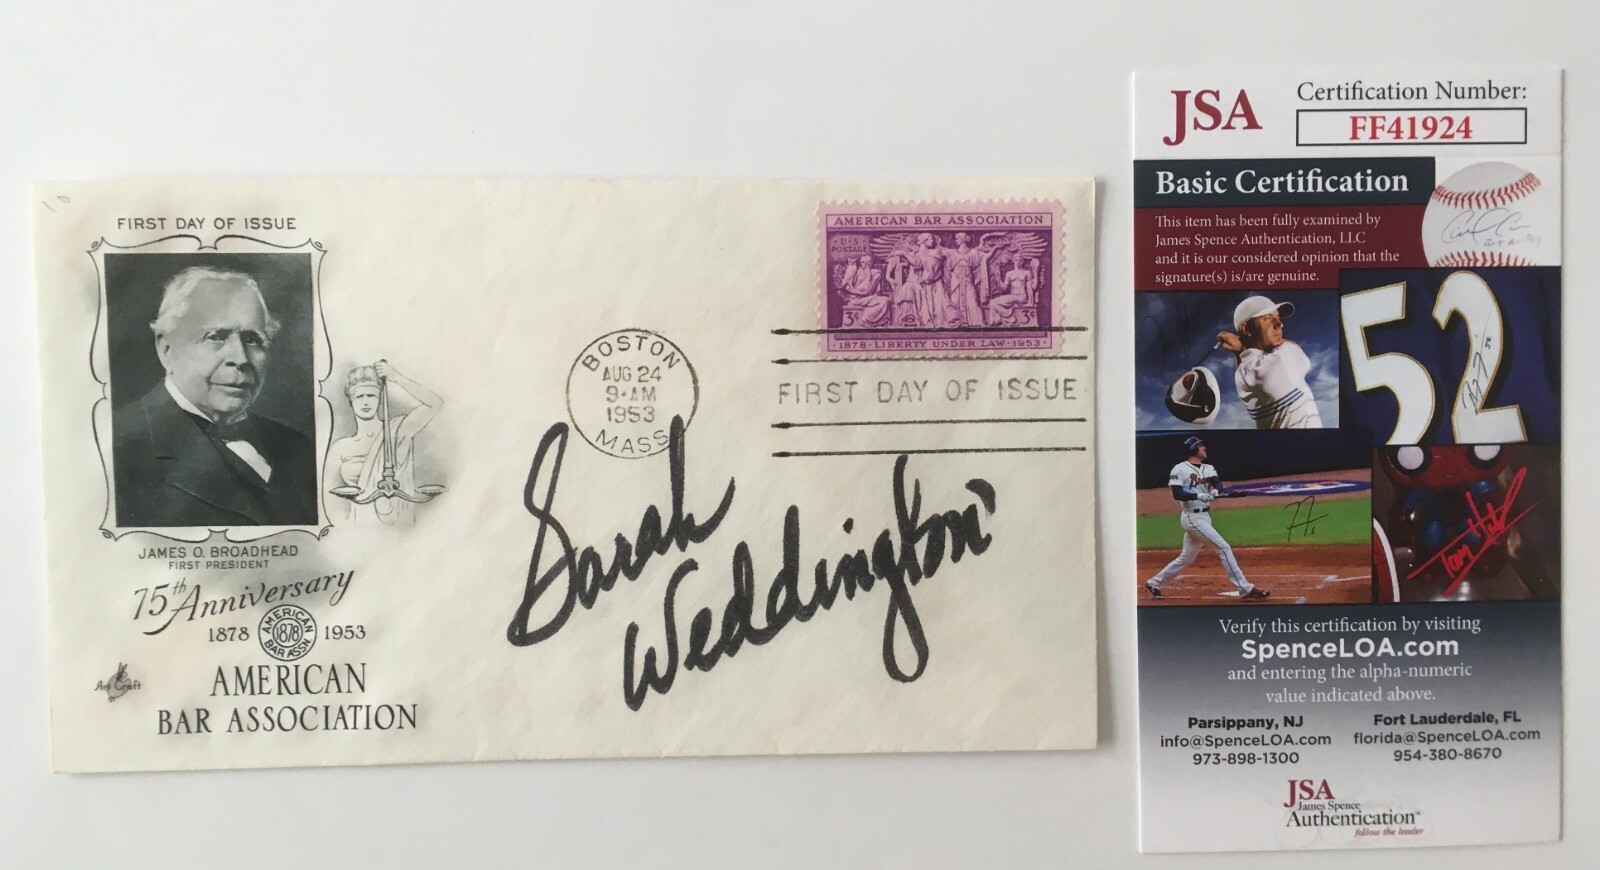 10
FIRST DAY OF ISSUE
JAMES O. BROADHEAD
FIRST PRESIDENT
75th Anniversary
1878 1953
AMERICAN
1878
BAR ASSN.
Art Craft
AMERICAN
BAR ASSOCIATION
AMERICAN BAR ASSOCIATION
U.S.
POSTAGE
3¢ 3¢
1878 · LIBERTY UNDER LAW · 1953
BOSTON
AUG 24
9-AM
1953
MASS
FIRST DAY OF ISSUE
Sarah
Weddington
JSA
Certification Number:
FF41924
Basic Certification
This item has been fully examined by
James Spence Authentication, LLC
and it is our considered opinion that the
signature(s) is/are genuine.
52
Braves
Verify this certification by visiting
SpenceLOA.com
and entering the alpha-numeric
value indicated above.
Parsippany, NJ
info@SpenceLOA.com
973-898-1300
Fort Lauderdale, FL
florida@SpenceLOA.com
954-380-8670
JSA
James Spence
Authentication™
follow the leader